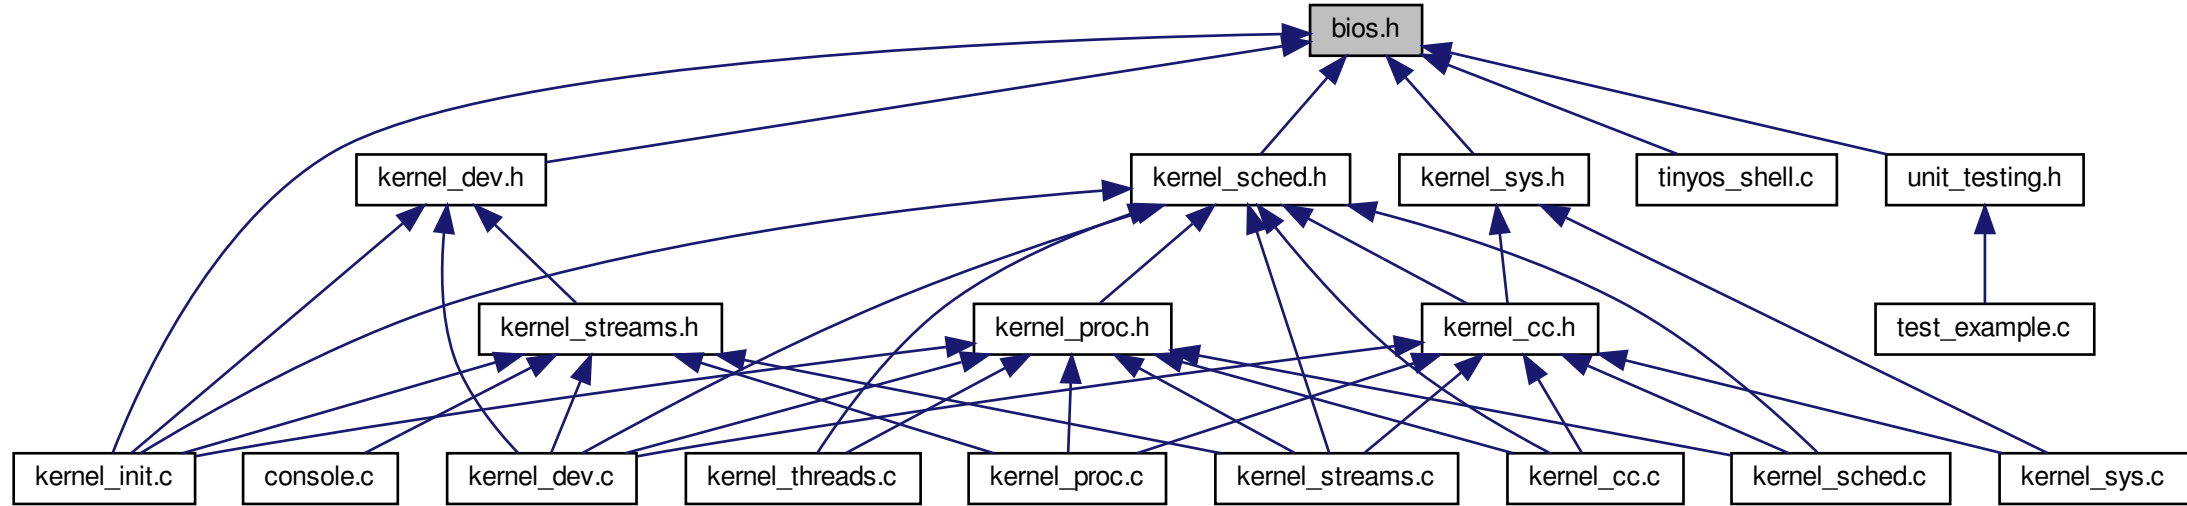 bios.h
kernel_dev.h
kernel_sched.h
kernel_sys.h
tinyos_shell.c
unit_testing.h
kernel_streams.h
kernel_proc.h
kernel_cc.h
test_example.c
kernel_init.c
console.c
kernel_dev.c
kernel_threads.c
kernel_proc.c
kernel_streams.c
kernel_cc.c
kernel_sched.c
kernel_sys.c